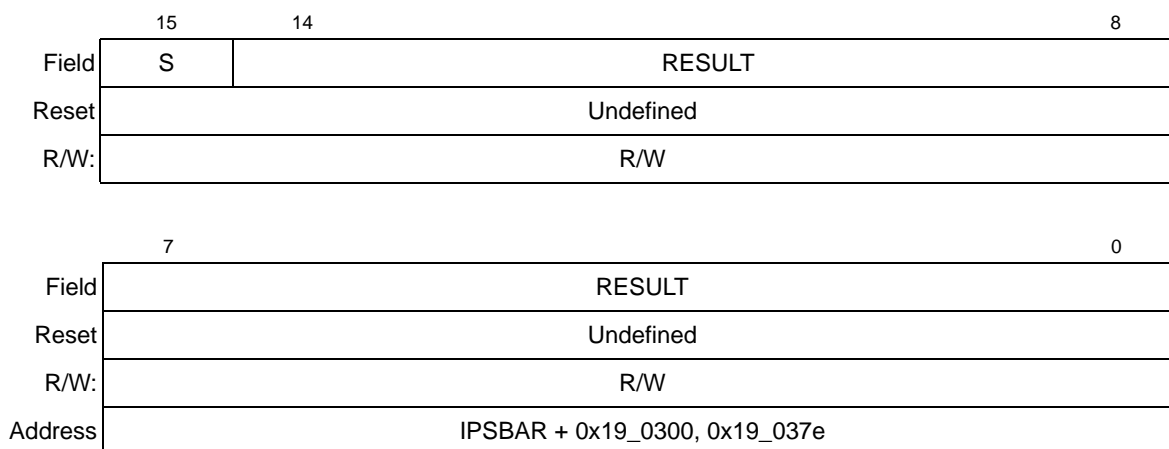 15 14 8
Field S RESULT
Reset Undefined
R/W: R/W
7 0
Field RESULT
Reset Undefined
R/W: R/W
Address IPSBAR + 0x19_0300, 0x19_037e